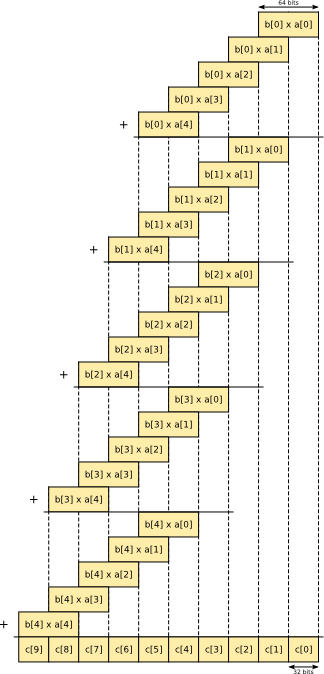 64 bits
b[0] x a[0]
b[0] x a[1]
b[0] x a[2]
b[0] x a[3]
+ b[0] x a[4]
b[1] x a[0]
b[1] x a[1]
b[1] x a[2]
b[1] x a[3]
+ b[1] x a[4]
b[2] x a[0]
b[2] x a[1]
b[2] x a[2]
b[2] x a[3]
+ b[2] x a[4]
b[3] x a[0]
b[3] x a[1]
b[3] x a[2]
b[3] x a[3]
+ b[3] x a[4]
b[4] x a[0]
b[4] x a[1]
b[4] x a[2]
b[4] x a[3]
+ b[4] x a[4]
c[9] c[8] c[7] c[6] c[5] c[4] c[3] c[2] c[1] c[0]
32 bits